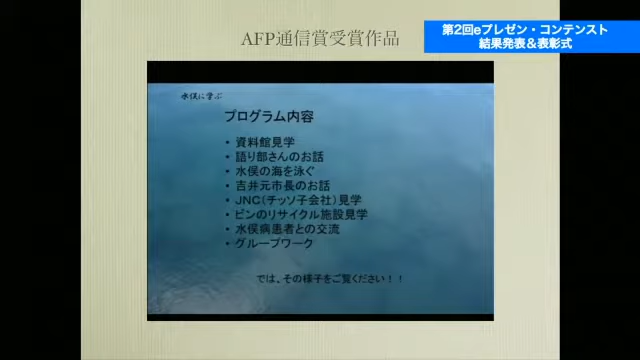 第2回eプレゼン・コンテンスト
結果発表＆表彰式
AFP通信賞受賞作品
水俣に学ぶ
プログラム内容
・ 資料館見学
・ 語り部さんのお話
・ 水俣の海を泳ぐ
・ 吉井元市長のお話
・ JNC（チッソ子会社）見学
・ ビンのリサイクル施設見学
・ 水俣病患者との交流
・ グループワーク
では、その様子をご覧ください！！